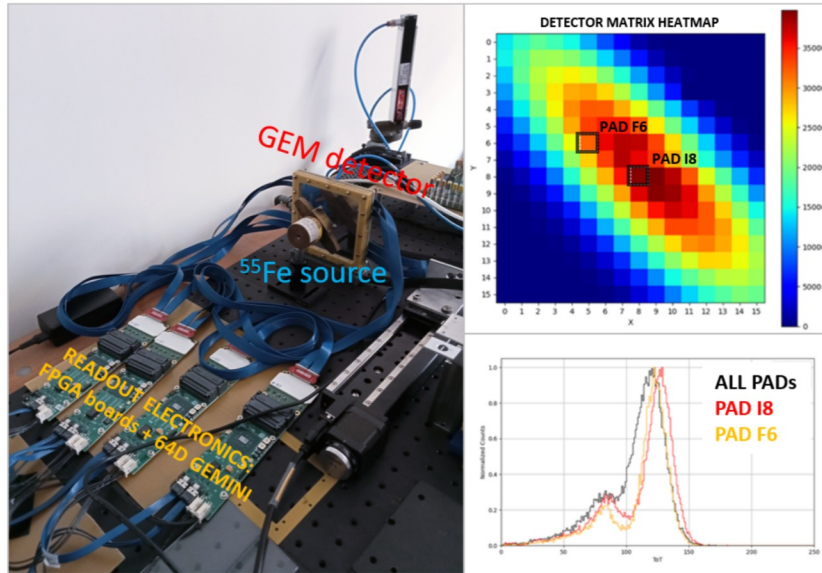 GEM detector
55Fe source
READOUT ELECTRONICS:
FPGA boards + 64D GEMINI
DETECTOR MATRIX HEATMAP
PAD F6
PAD I8
0
1
2
3
4
5
6
7
8
9
10
11
12
13
14
15
Y
0 1 2 3 4 5 6 7 8 9 10 11 12 13 14 15
X
35000
30000
25000
20000
15000
10000
5000
0
ALL PADs
PAD I8
PAD F6
1.0
0.8
0.6
0.4
0.2
0.0
Normalized Counts
0 50 100 150 200 250
ToT